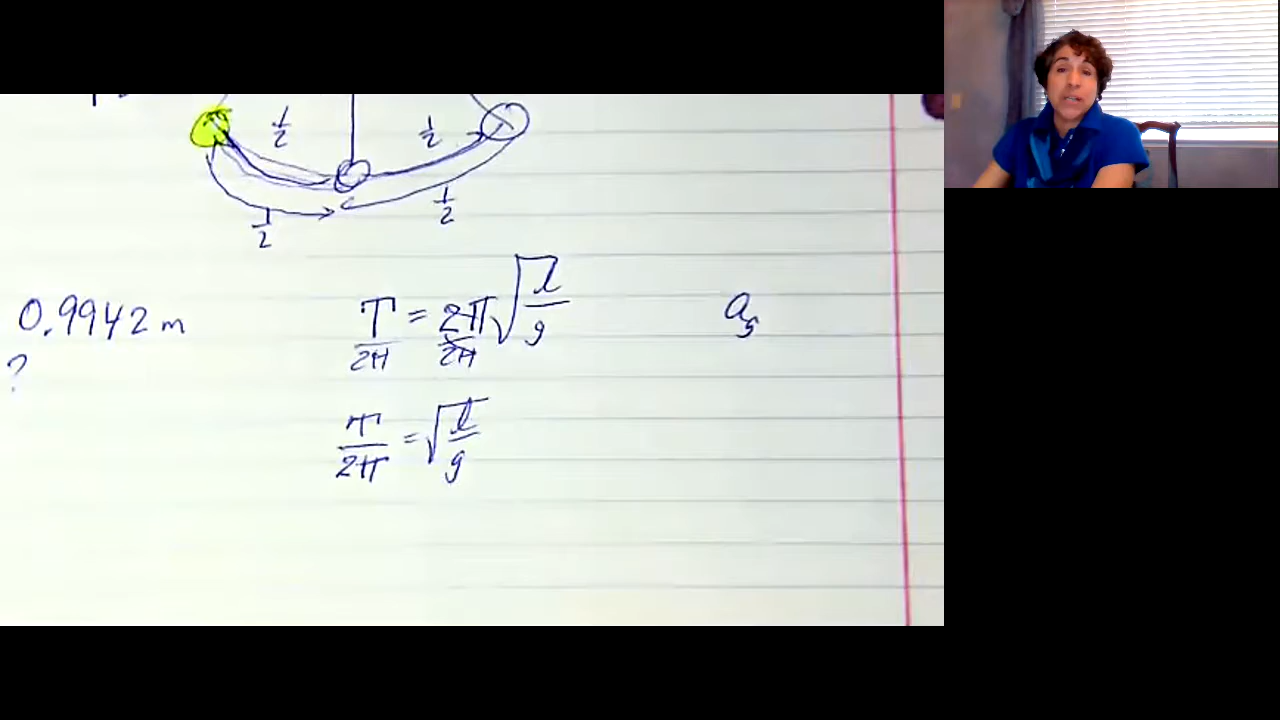 1/2 1/2
1/2 1/2
0.9942 m
T/2π = 2π/2π √l/g
a g
?
T/2π = √l/g